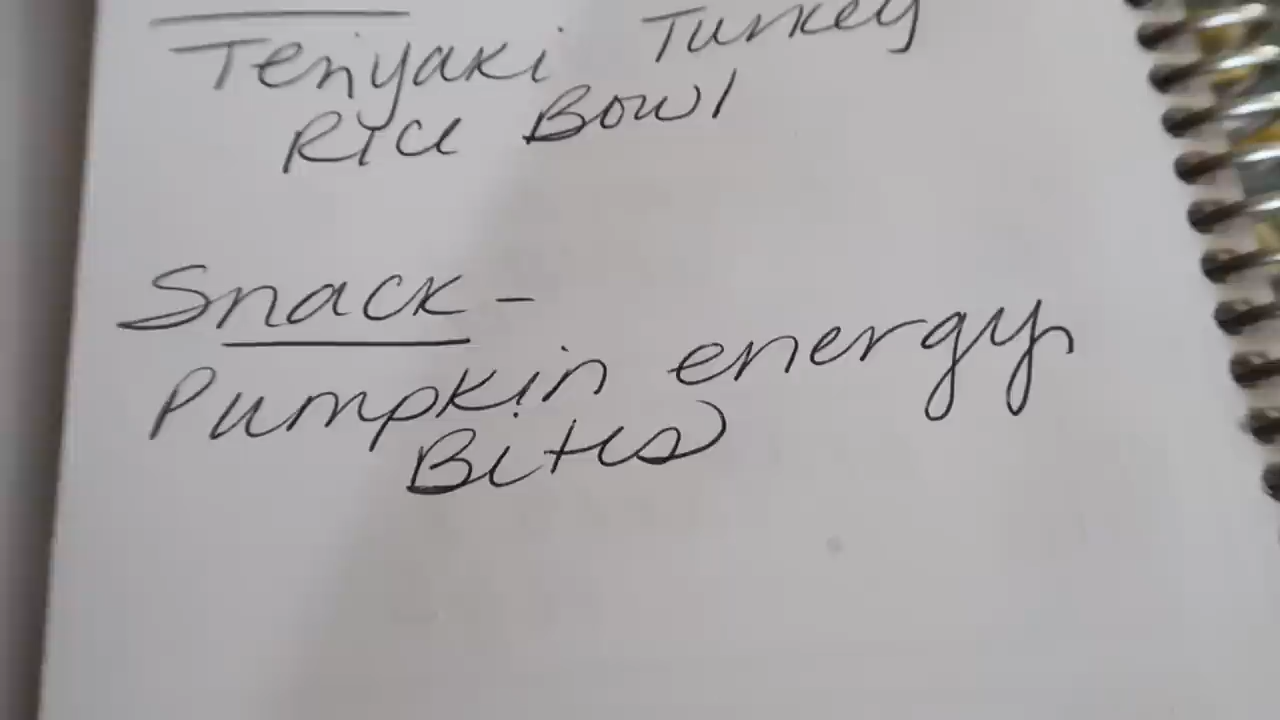 Teriyaki Turkey
Rice Bowl
Snack -
Pumpkin energy
Bites